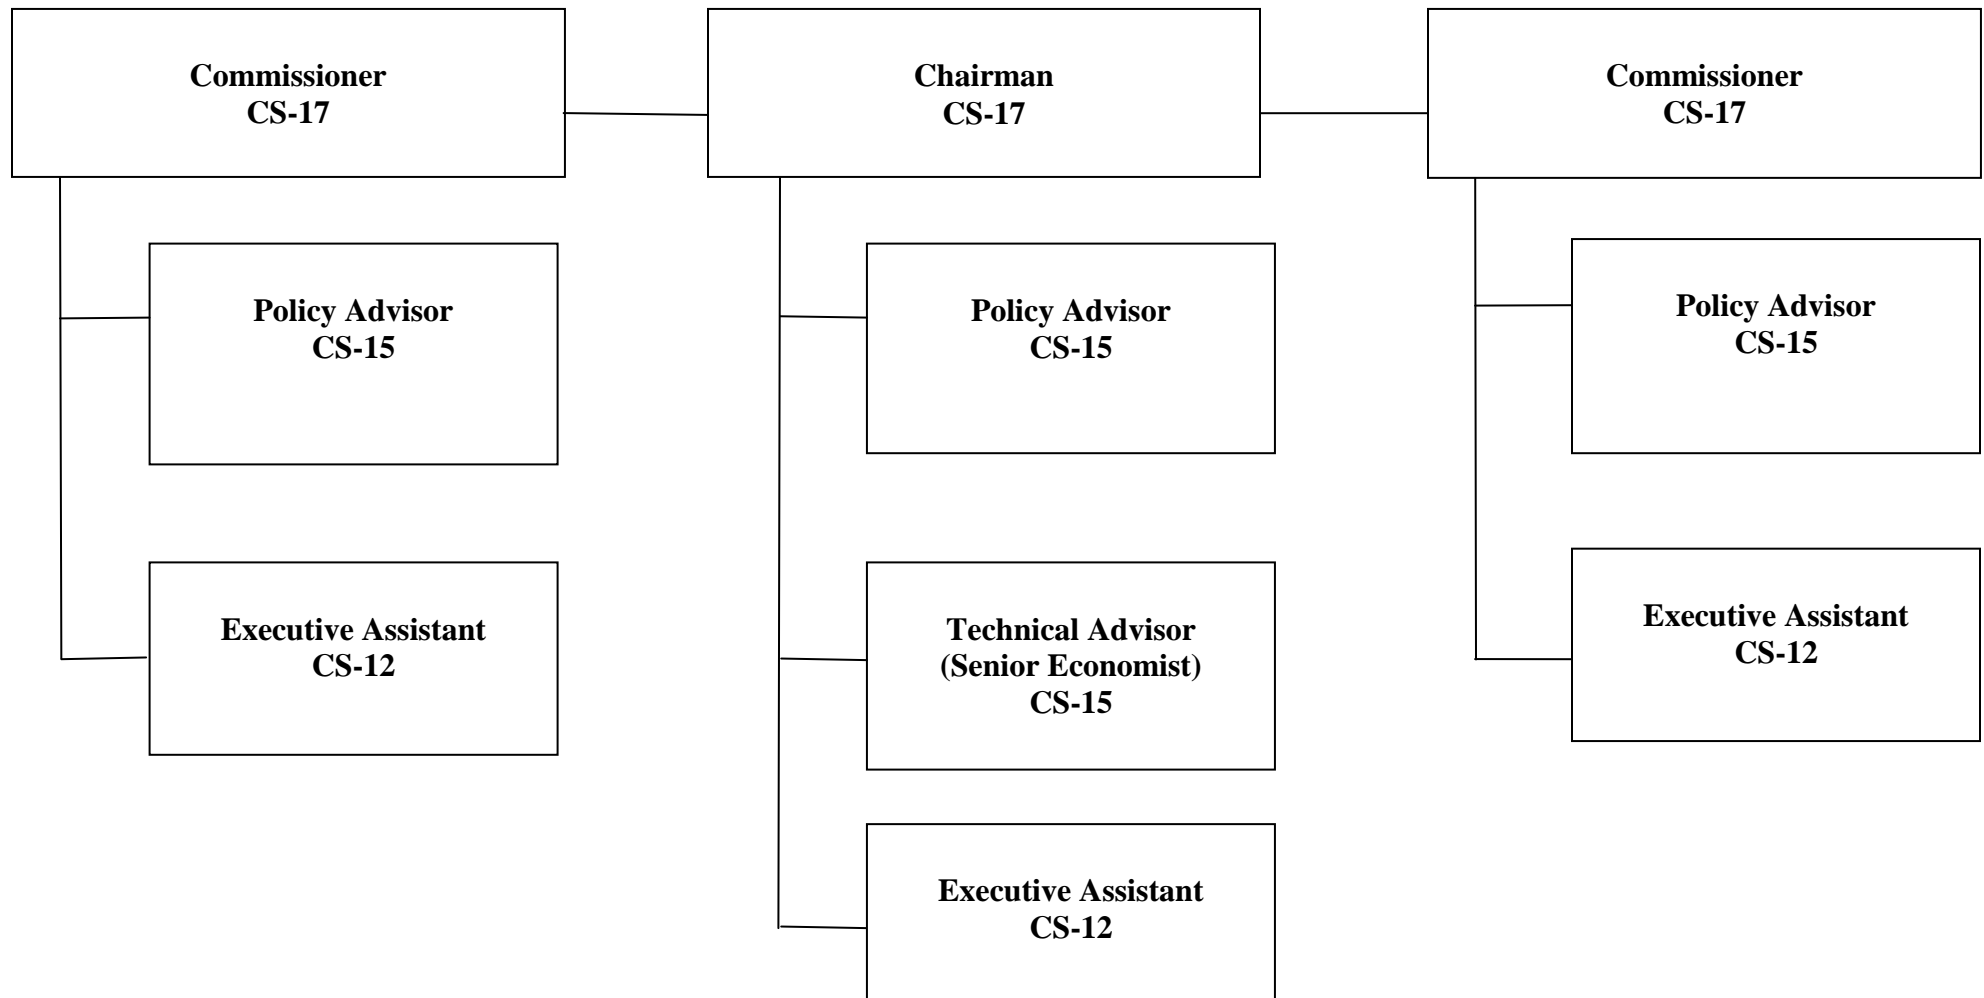 Commissioner
CS-17
Chairman
CS-17
Commissioner
CS-17
Policy Advisor
CS-15
Policy Advisor
CS-15
Policy Advisor
CS-15
Executive Assistant
CS-12
Technical Advisor
(Senior Economist)
CS-15
Executive Assistant
CS-12
Executive Assistant
CS-12